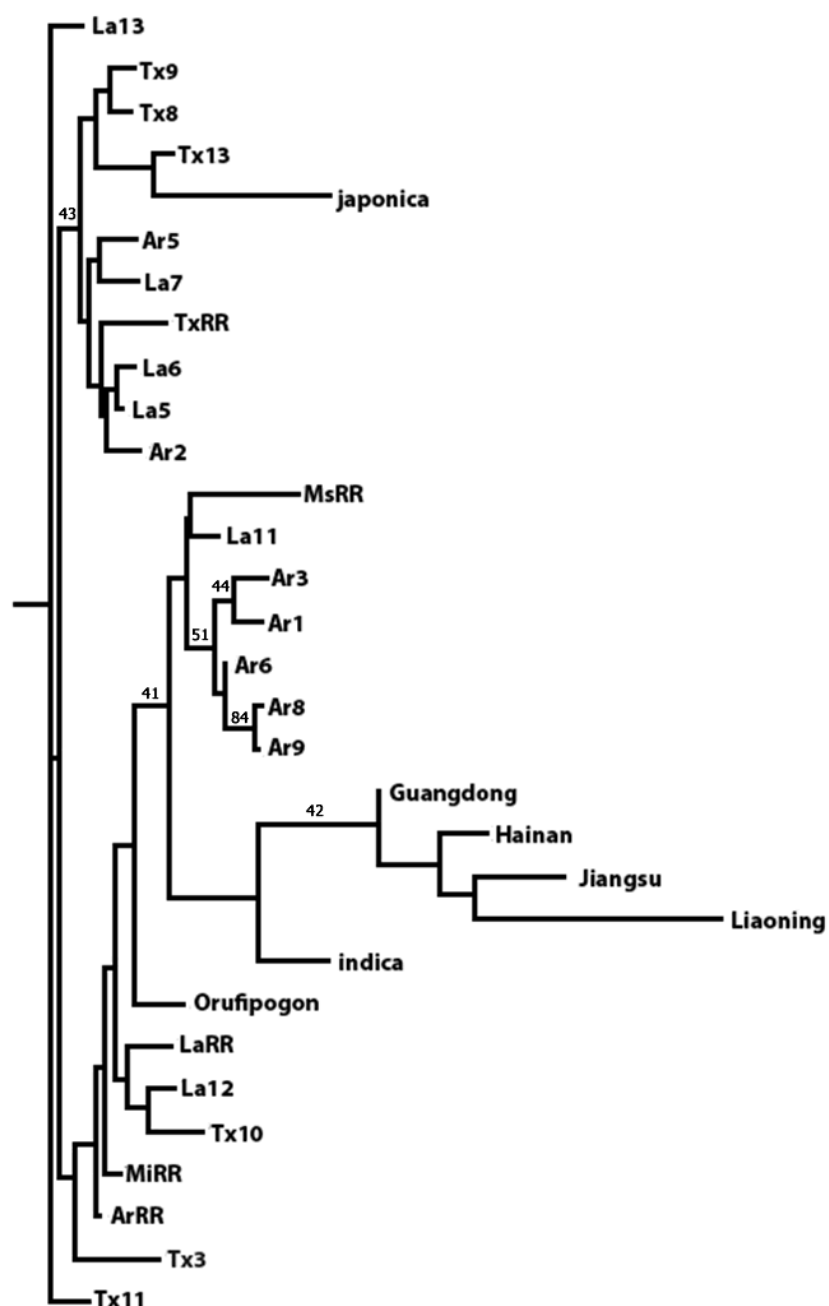 La13
Tx9
Tx8
Tx13
japonica
43
Ar5
La7
TxRR
La6
La5
Ar2
MsRR
La11
44
Ar3
Ar1
51
Ar6
41
Ar8
84
Ar9
Guangdong
42
Hainan
Jiangsu
Liaoning
indica
Orufipogon
LaRR
La12
Tx10
MiRR
ArRR
Tx3
Tx11